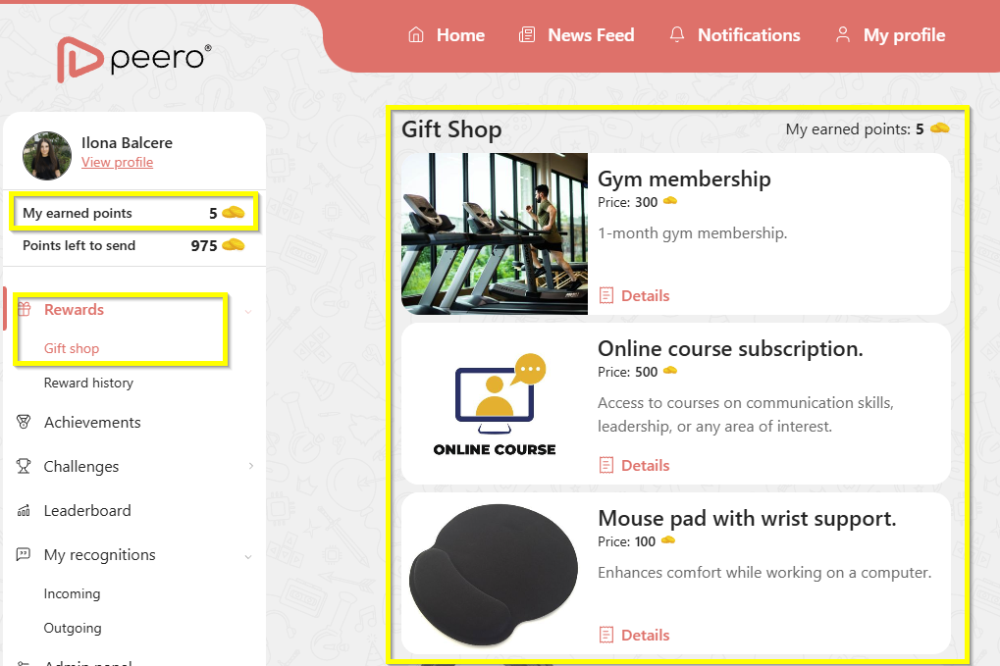 Home
News Feed
Notifications
My profile
peero®
Ilona Balcere
View profile
My earned points 5
Points left to send 975
Rewards
Gift shop
Reward history
Achievements
Challenges
Leaderboard
My recognitions
Incoming
Outgoing
Admin panel
Gift Shop
My earned points: 5
Gym membership
Price: 300
1-month gym membership.
Details
Online course subscription.
Price: 500
Access to courses on communication skills,
leadership, or any area of interest.
ONLINE COURSE
Details
Mouse pad with wrist support.
Price: 100
Enhances comfort while working on a computer.
Details